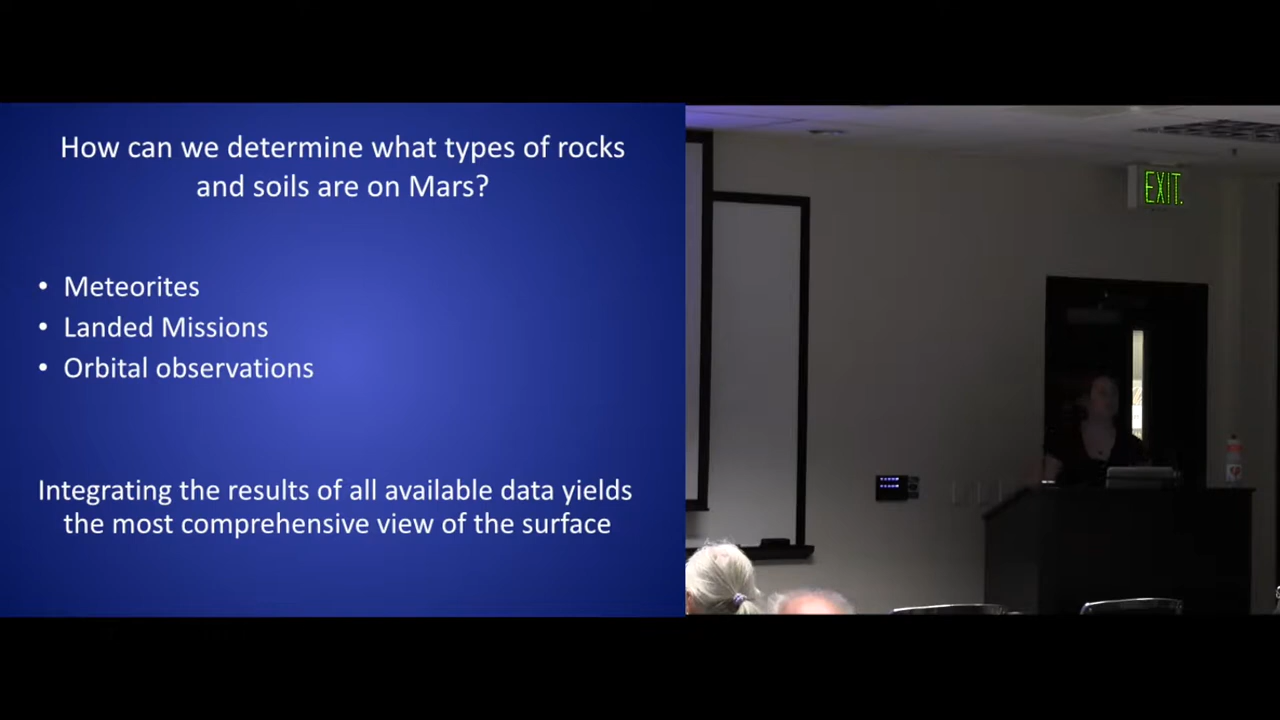 How can we determine what types of rocks
and soils are on Mars?
• Meteorites
• Landed Missions
• Orbital observations
Integrating the results of all available data yields
the most comprehensive view of the surface
EXIT